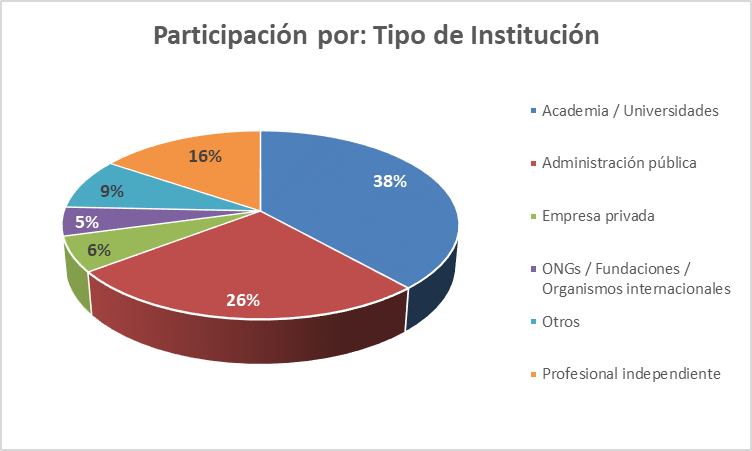 Participación por: Tipo de Institución
16%
38%
9%
5%
6%
26%
Academia / Universidades
Administración pública
Empresa privada
ONGs / Fundaciones /
Organismos internacionales
Otros
Profesional independiente